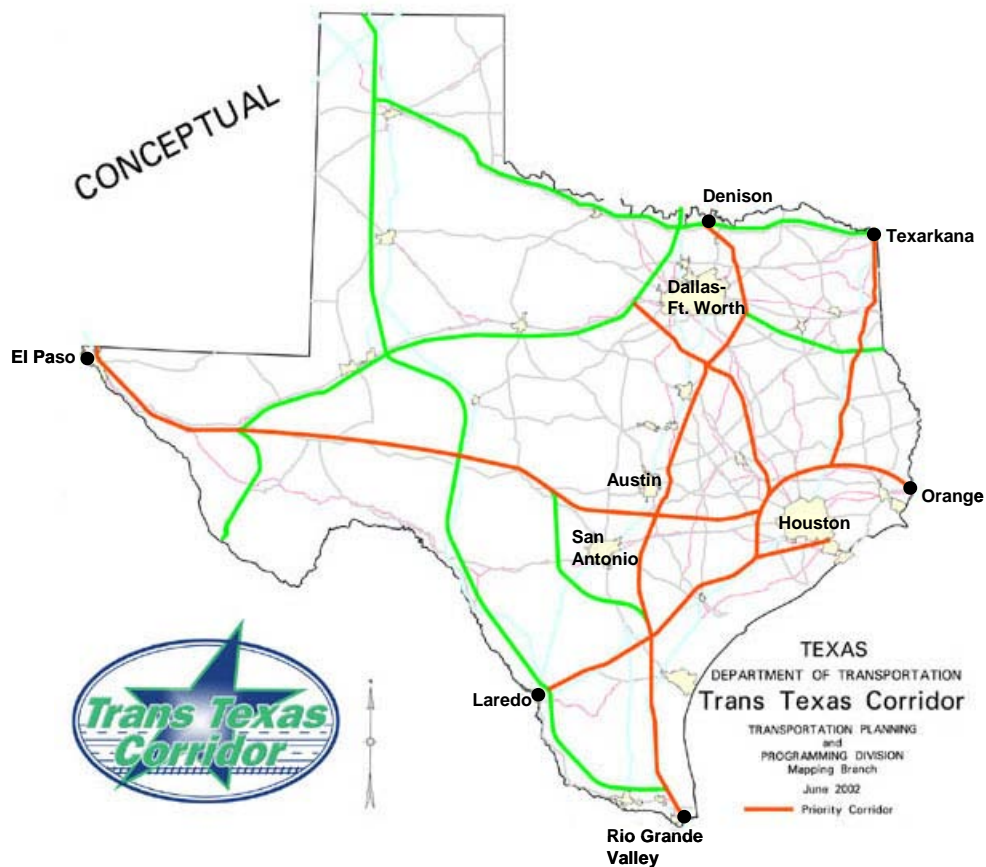 CONCEPTUAL
Denison
Texarkana
Dallas-
Ft. Worth
El Paso
Austin
Orange
Houston
San
Antonio
Laredo
Rio Grande
Valley
Trans Texas
Corridor
TEXAS
DEPARTMENT OF TRANSPORTATION
Trans Texas Corridor
TRANSPORTATION PLANNING
and
PROGRAMMING DIVISION
Mapping Branch
June 2002
Priority Corridor